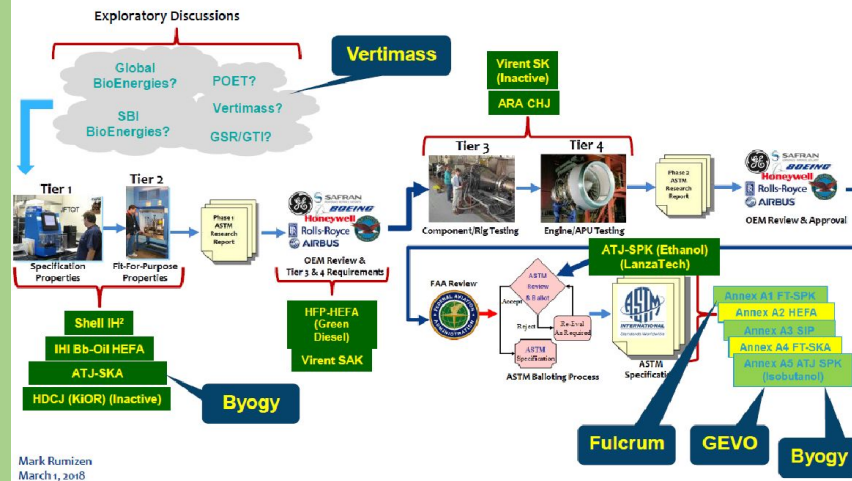 Exploratory Discussions
Vertimass
Global
BioEnergies?
POET?
Vertimass?
SBI
BioEnergies?
GSR/GTI?
Virent SK
(Inactive)
ARA CHJ
Tier 1
Tier 2
Tier 3
Tier 4
JFTOT
Phase 1
ASTM
Research
Report
SAFRAN
BOEING
Honeywell
Rolls-Royce
AIRBUS
Phase 2
ASTM
Research
Report
SAFRAN
BOEING
Honeywell
Rolls-Royce
AIRBUS
Specification
Properties
Fit-For-Purpose
Properties
OEM Review &
Tier 3 & 4 Requirements
Component/Rig Testing
Engine/APU Testing
OEM Review & Approval
Shell IH²
IHI Bb-Oil HEFA
ATJ-SKA
HDCJ (KiOR) (Inactive)
Byogy
HFP-HEFA
(Green
Diesel)
Virent SAK
FAA Review
FEDERAL AVIATION
ADMINISTRATION
ASTM
Review
& Ballot
Accept
Reject
Re-Eval
As Required
ASTM
Specification
ASTM Balloting Process
ATJ-SPK (Ethanol)
(LanzaTech)
ASTM
INTERNATIONAL
ASTM
Specification
Annex A1 FT-SPK
Annex A2 HEFA
Annex A3 SIP
Annex A4 FT-SKA
Annex A5 ATJ SPK
(Isobutanol)
Fulcrum
GEVO
Byogy
Mark Rumizen
March 1, 2018